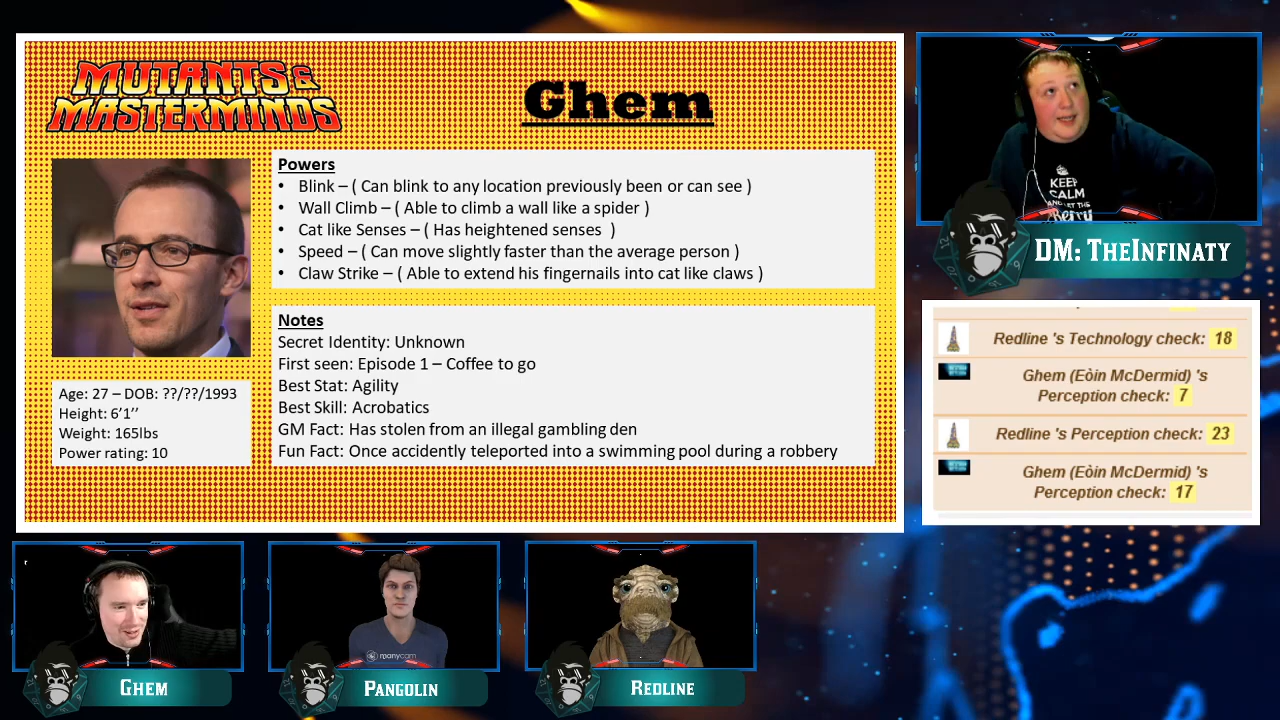 MUTANTS &
MASTERMINDS
Ghem
Powers
• Blink – ( Can blink to any location previously been or can see )
• Wall Climb – ( Able to climb a wall like a spider )
• Cat like Senses – ( Has heightened senses  )
• Speed – ( Can move slightly faster than the average person )
• Claw Strike – ( Able to extend his fingernails into cat like claws )
Notes
Secret Identity: Unknown
First seen: Episode 1 – Coffee to go
Best Stat: Agility
Best Skill: Acrobatics
GM Fact: Has stolen from an illegal gambling den
Fun Fact: Once accidently teleported into a swimming pool during a robbery
Age: 27 – DOB: ??/??/1993
Height: 6’1’’
Weight: 165lbs
Power rating: 10
KEEP
CALM
AND LET THE
DM: TheInfinaty
Redline 's Technology check: 18
Ghem (Eòin McDermid) 's
Perception check: 7
Redline 's Perception check: 23
Ghem (Eòin McDermid) 's
Perception check: 17
manycam
Ghem
Pangolin
Redline